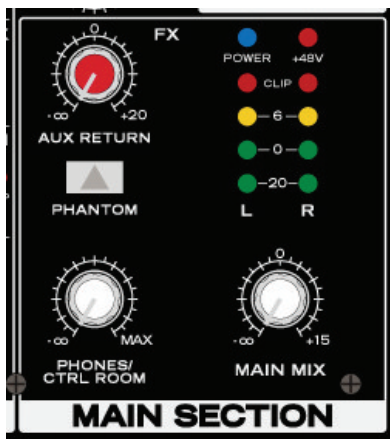 0
FX
-∞ +20
AUX RETURN
POWER +48V
CLIP
6
0
-20
L R
PHANTOM
-∞ MAX
PHONES/
CTRL ROOM
0
-∞ +15
MAIN MIX
MAIN SECTION